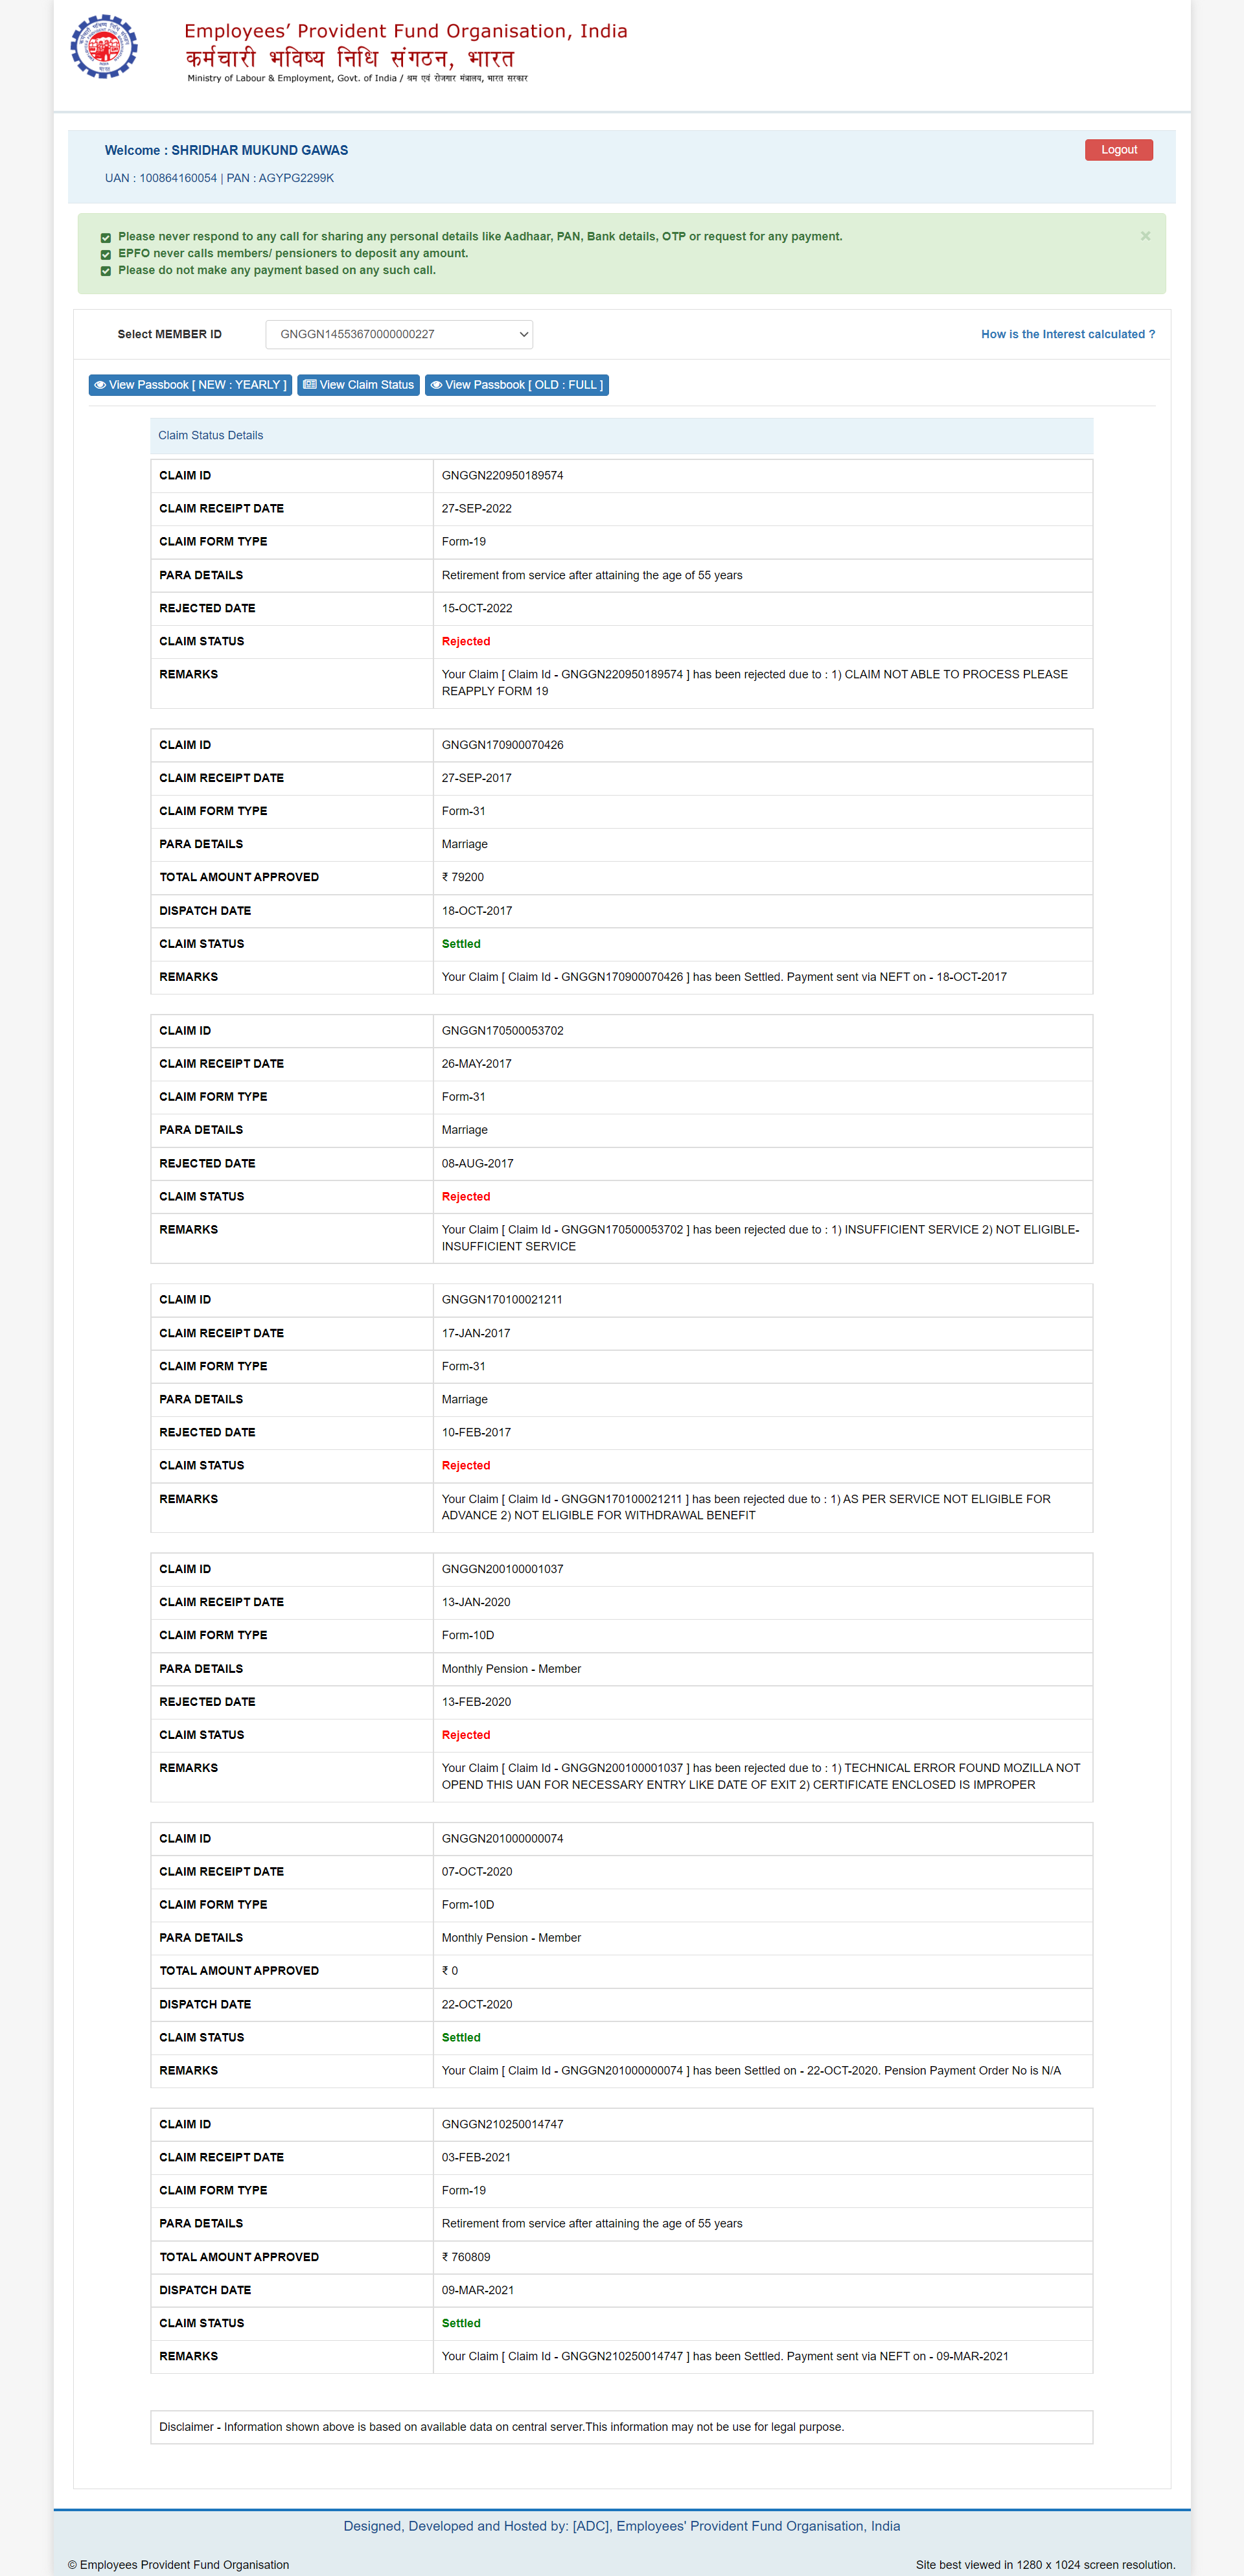 Employees' Provident Fund Organisation, India
कर्मचारी भविष्य निधि संगठन, भारत
Ministry of Labour & Employment, Govt. of India / श्रम एवं रोजगार मंत्रालय, भारत सरकार
Welcome : SHRIDHAR MUKUND GAWAS
Logout
UAN : 100864160054 | PAN : AGYPG2299K
Please never respond to any call for sharing any personal details like Aadhaar, PAN, Bank details, OTP or request for any payment.
×
EPFO never calls members/ pensioners to deposit any amount.
Please do not make any payment based on any such call.
Select MEMBER ID GNGGN14553670000000227 How is the Interest calculated ?
View Passbook [ NEW : YEARLY ] View Claim Status View Passbook [ OLD : FULL ]
Claim Status Details
CLAIM ID GNGGN220950189574
CLAIM RECEIPT DATE 27-SEP-2022
CLAIM FORM TYPE Form-19
PARA DETAILS Retirement from service after attaining the age of 55 years
REJECTED DATE 15-OCT-2022
CLAIM STATUS Rejected
REMARKS Your Claim [ Claim Id - GNGGN220950189574 ] has been rejected due to : 1) CLAIM NOT ABLE TO PROCESS PLEASE
REAPPLY FORM 19
CLAIM ID GNGGN170900070426
CLAIM RECEIPT DATE 27-SEP-2017
CLAIM FORM TYPE Form-31
PARA DETAILS Marriage
TOTAL AMOUNT APPROVED ₹ 79200
DISPATCH DATE 18-OCT-2017
CLAIM STATUS Settled
REMARKS Your Claim [ Claim Id - GNGGN170900070426 ] has been Settled. Payment sent via NEFT on - 18-OCT-2017
CLAIM ID GNGGN170500053702
CLAIM RECEIPT DATE 26-MAY-2017
CLAIM FORM TYPE Form-31
PARA DETAILS Marriage
REJECTED DATE 08-AUG-2017
CLAIM STATUS Rejected
REMARKS Your Claim [ Claim Id - GNGGN170500053702 ] has been rejected due to : 1) INSUFFICIENT SERVICE 2) NOT ELIGIBLE-
INSUFFICIENT SERVICE
CLAIM ID GNGGN170100021211
CLAIM RECEIPT DATE 17-JAN-2017
CLAIM FORM TYPE Form-31
PARA DETAILS Marriage
REJECTED DATE 10-FEB-2017
CLAIM STATUS Rejected
REMARKS Your Claim [ Claim Id - GNGGN170100021211 ] has been rejected due to : 1) AS PER SERVICE NOT ELIGIBLE FOR
ADVANCE 2) NOT ELIGIBLE FOR WITHDRAWAL BENEFIT
CLAIM ID GNGGN200100001037
CLAIM RECEIPT DATE 13-JAN-2020
CLAIM FORM TYPE Form-10D
PARA DETAILS Monthly Pension - Member
REJECTED DATE 13-FEB-2020
CLAIM STATUS Rejected
REMARKS Your Claim [ Claim Id - GNGGN200100001037 ] has been rejected due to : 1) TECHNICAL ERROR FOUND MOZILLA NOT
OPEND THIS UAN FOR NECESSARY ENTRY LIKE DATE OF EXIT 2) CERTIFICATE ENCLOSED IS IMPROPER
CLAIM ID GNGGN201000000074
CLAIM RECEIPT DATE 07-OCT-2020
CLAIM FORM TYPE Form-10D
PARA DETAILS Monthly Pension - Member
TOTAL AMOUNT APPROVED ₹ 0
DISPATCH DATE 22-OCT-2020
CLAIM STATUS Settled
REMARKS Your Claim [ Claim Id - GNGGN201000000074 ] has been Settled on - 22-OCT-2020. Pension Payment Order No is N/A
CLAIM ID GNGGN210250014747
CLAIM RECEIPT DATE 03-FEB-2021
CLAIM FORM TYPE Form-19
PARA DETAILS Retirement from service after attaining the age of 55 years
TOTAL AMOUNT APPROVED ₹ 760809
DISPATCH DATE 09-MAR-2021
CLAIM STATUS Settled
REMARKS Your Claim [ Claim Id - GNGGN210250014747 ] has been Settled. Payment sent via NEFT on - 09-MAR-2021
Disclaimer - Information shown above is based on available data on central server.This information may not be use for legal purpose.
Designed, Developed and Hosted by: [ADC], Employees' Provident Fund Organisation, India
© Employees Provident Fund Organisation Site best viewed in 1280 x 1024 screen resolution.